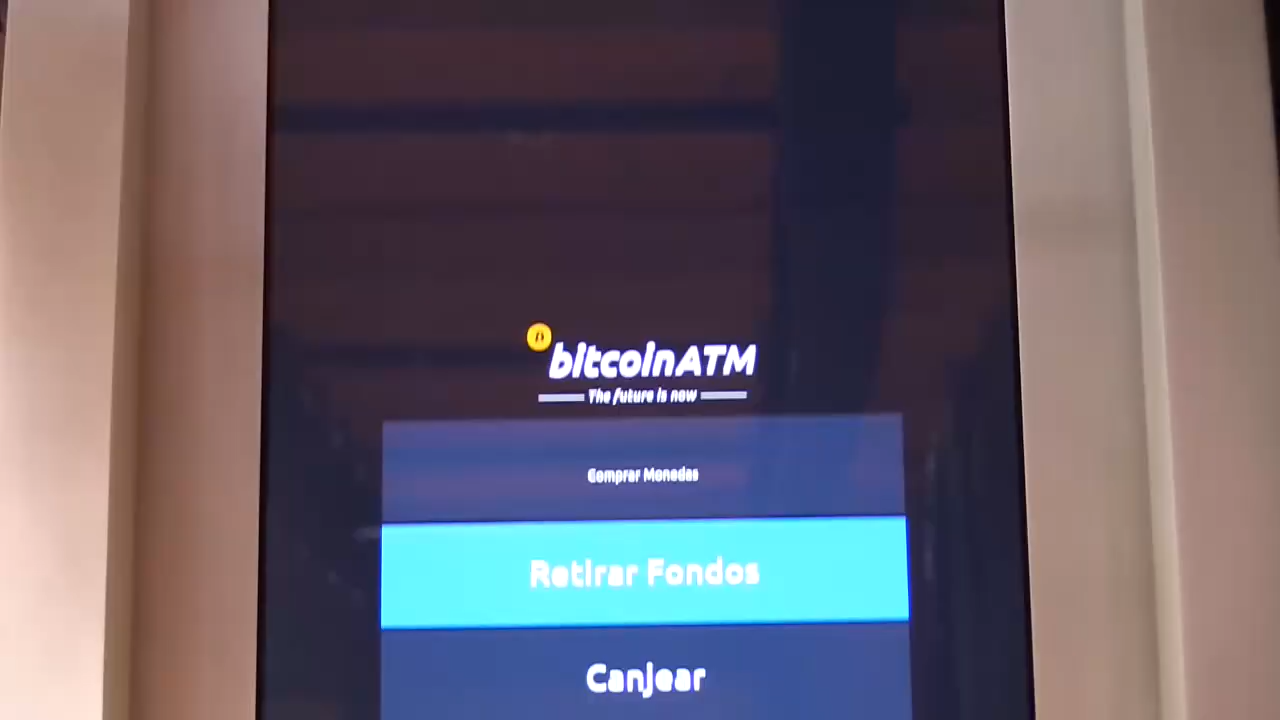 bitcoinATM
The future is now
Comprar Monedas
Retirar Fondos
Canjear